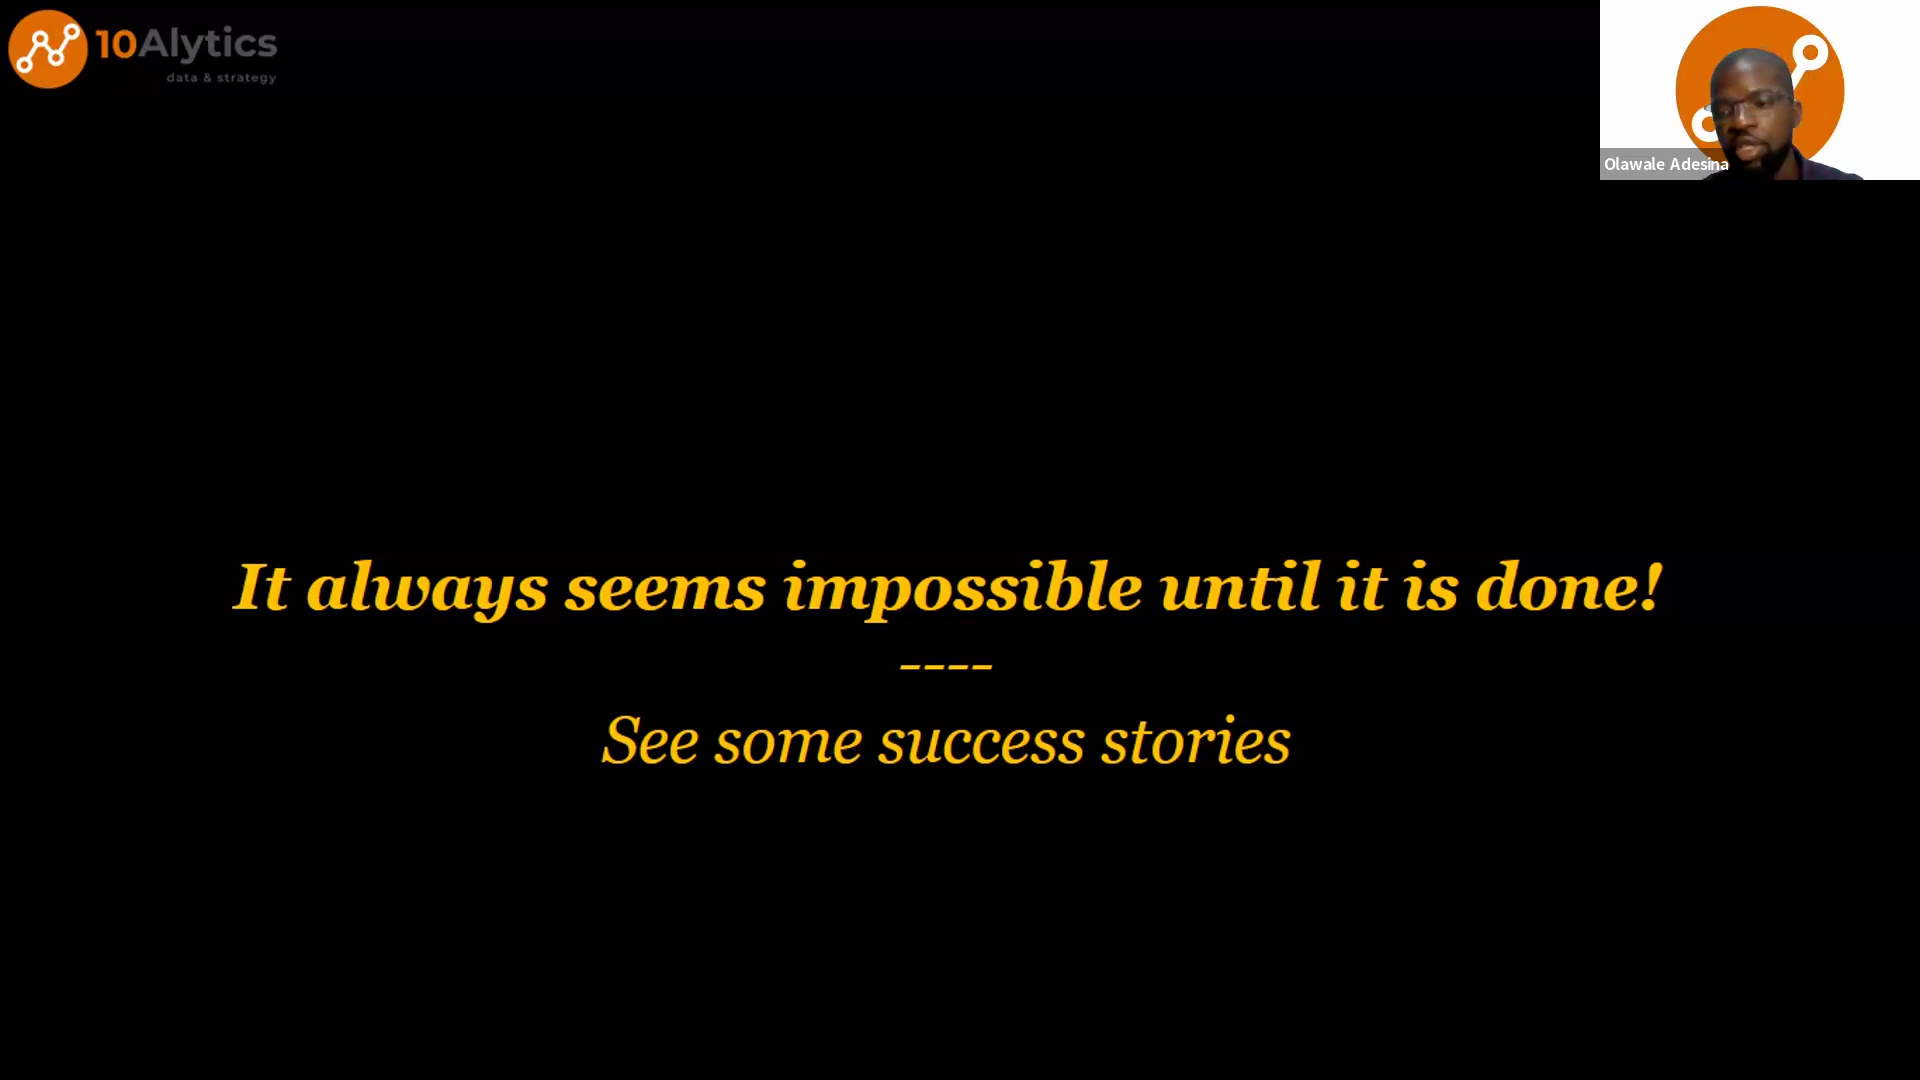 10Alytics
data & strategy
Olawale Adesina
It always seems impossible until it is done!
----
See some success stories